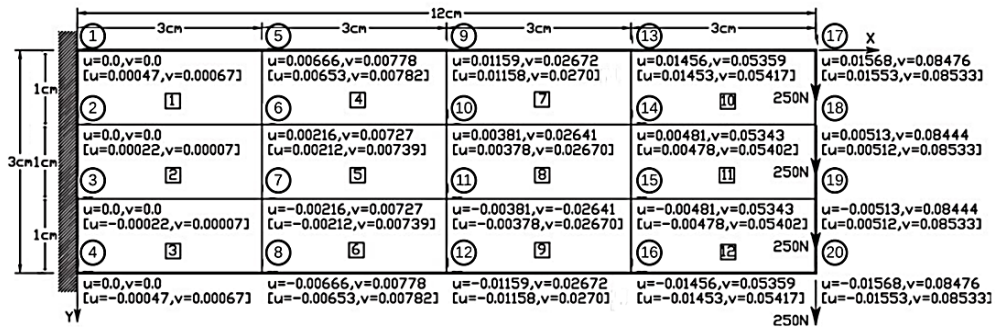 12cm
3cm 3cm 3cm 3cm
1 5 9 13 17
X
u=0.0,v=0.0 u=0.00666,v=0.00778 u=0.01159,v=0.02672 u=0.01456,v=0.05359 u=0.01568,v=0.08476
[u=0.00047,v=0.00067] [u=0.00653,v=0.00782] [u=0.01158,v=0.0270] [u=0.01453,v=0.05417] [u=0.01553,v=0.08533]
1cm
1 4 7 10 250N
2 6 10 14 18
u=0.0,v=0.0 u=0.00216,v=0.00727 u=0.00381,v=0.02641 u=0.00481,v=0.05343 u=0.00513,v=0.08444
[u=0.00022,v=0.00007] [u=0.00212,v=0.00739] [u=0.00378,v=0.02670] [u=0.00478,v=0.05402] [u=0.00512,v=0.08533]
3cm 1cm
2 5 8 11 250N
3 7 11 15 19
u=0.0,v=0.0 u=-0.00216,v=0.00727 u=-0.00381,v=-0.02641 u=-0.00481,v=0.05343 u=-0.00513,v=0.08444
[u=-0.00022,v=0.00007] [u=-0.00212,v=0.00739] [u=-0.00378,v=0.02670] [u=-0.00478,v=0.05402] [u=0.00512,v=0.08533]
1cm
3 6 9 12 250N
4 8 12 16 20
u=0.0,v=0.0 u=-0.00666,v=0.00778 u=-0.01159,v=0.02672 u=-0.01456,v=0.05359 u=-0.01568,v=0.08476
[u=-0.00047,v=0.00067] [u=-0.00653,v=0.00782] [u=-0.01158,v=0.0270] [u=-0.01453,v=0.05417] [u=-0.01553,v=0.08533]
Y
250N